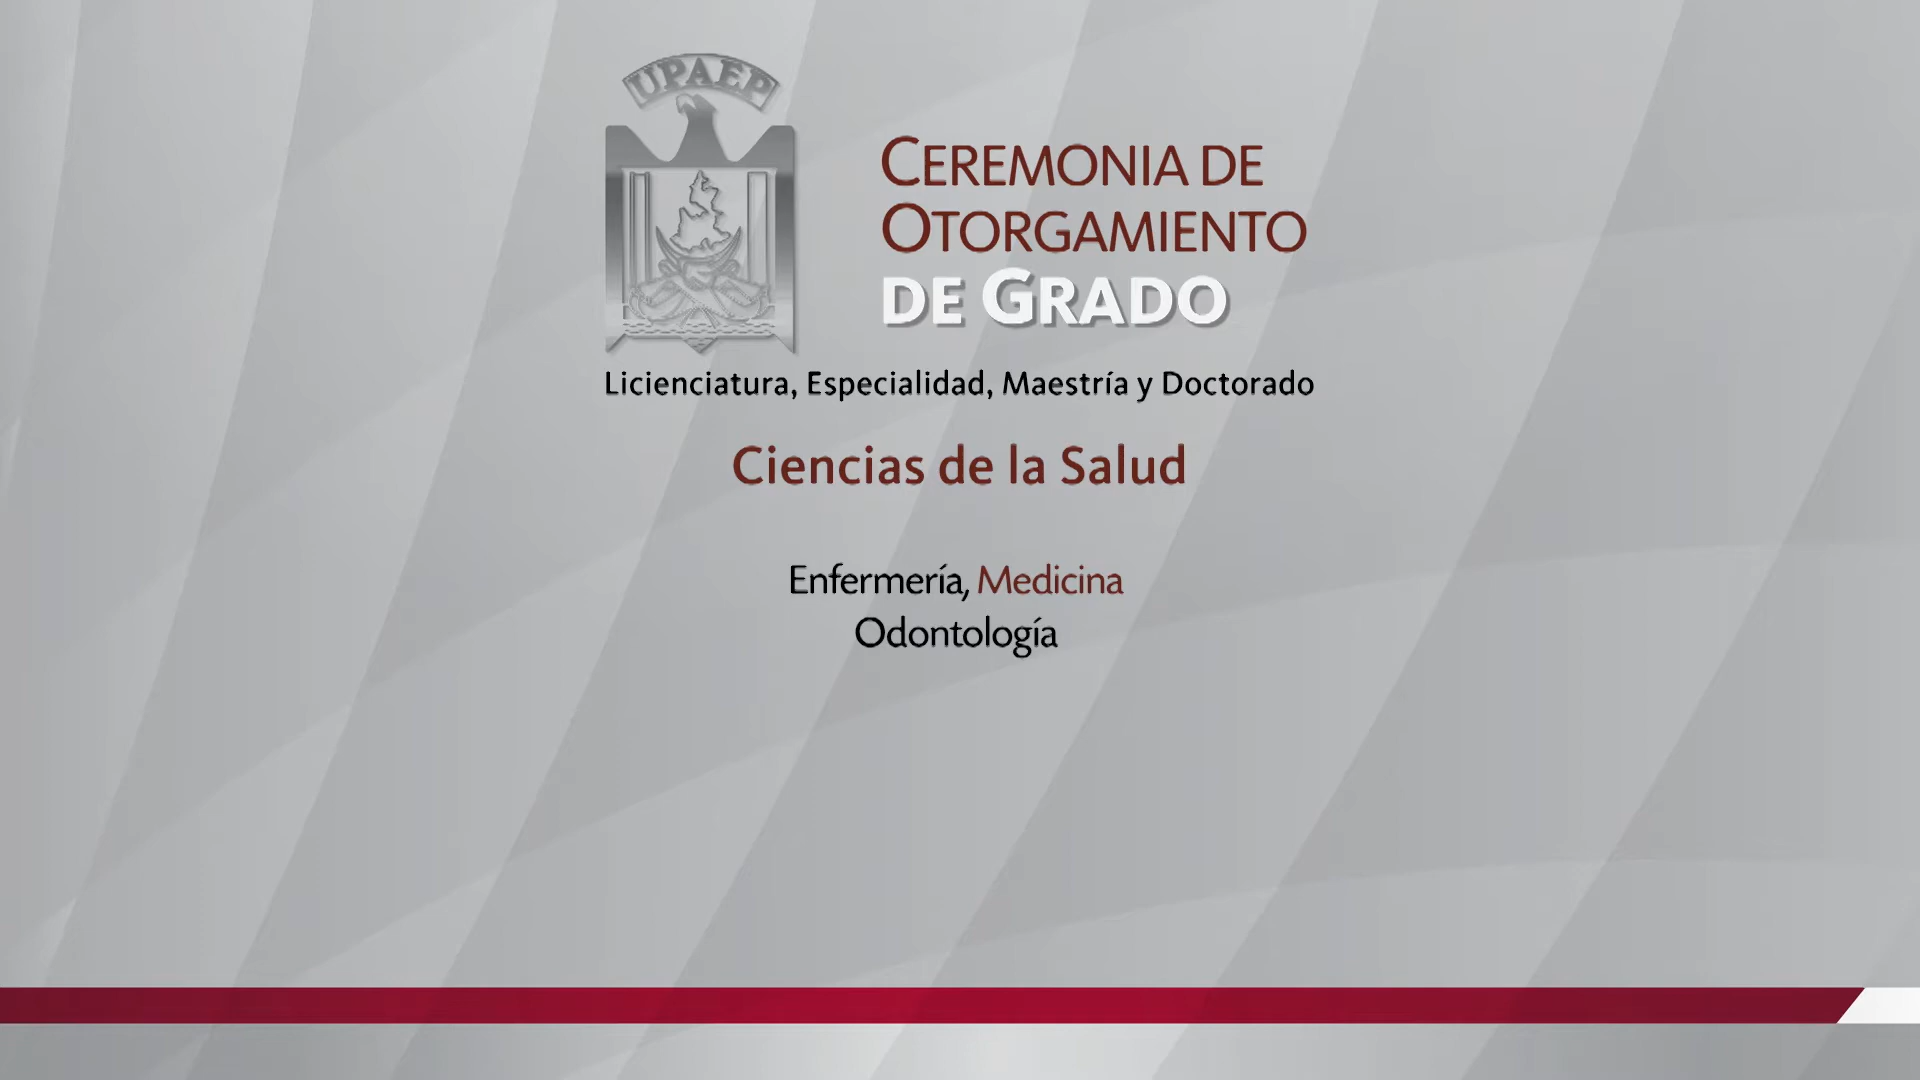 UPAEP
CEREMONIA DE
OTORGAMIENTO
DE GRADO
Licienciatura, Especialidad, Maestría y Doctorado
Ciencias de la Salud
Enfermería, Medicina
Odontología